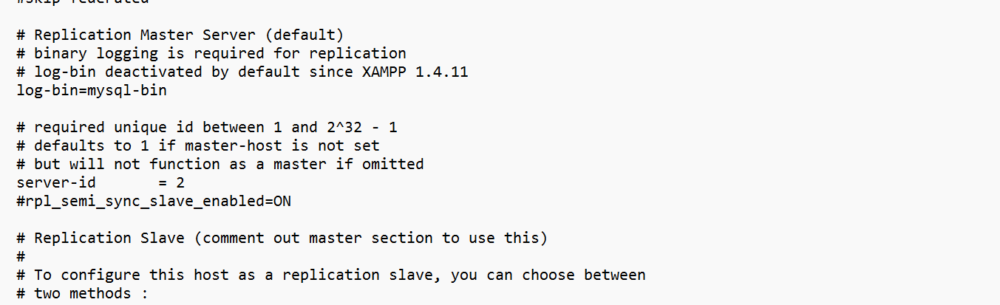 #skip-federated
# Replication Master Server (default)
# binary logging is required for replication
# log-bin deactivated by default since XAMPP 1.4.11
log-bin=mysql-bin
# required unique id between 1 and 2^32 - 1
# defaults to 1 if master-host is not set
# but will not function as a master if omitted
server-id       = 2
#rpl_semi_sync_slave_enabled=ON
# Replication Slave (comment out master section to use this)
#
# To configure this host as a replication slave, you can choose between
# two methods :